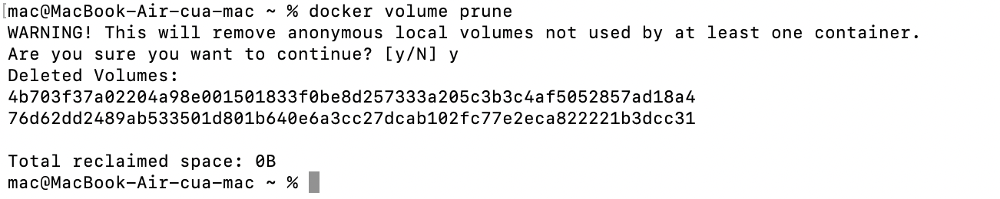 [mac@MacBook-Air-cua-mac ~ % docker volume prune
WARNING! This will remove anonymous local volumes not used by at least one container.
Are you sure you want to continue? [y/N] y
Deleted Volumes:
4b703f37a02204a98e001501833f0be8d257333a205c3b3c4af5052857ad18a4
76d62dd2489ab533501d801b640e6a3cc27dcab102fc77e2eca822221b3dcc31
Total reclaimed space: 0B
mac@MacBook-Air-cua-mac ~ %